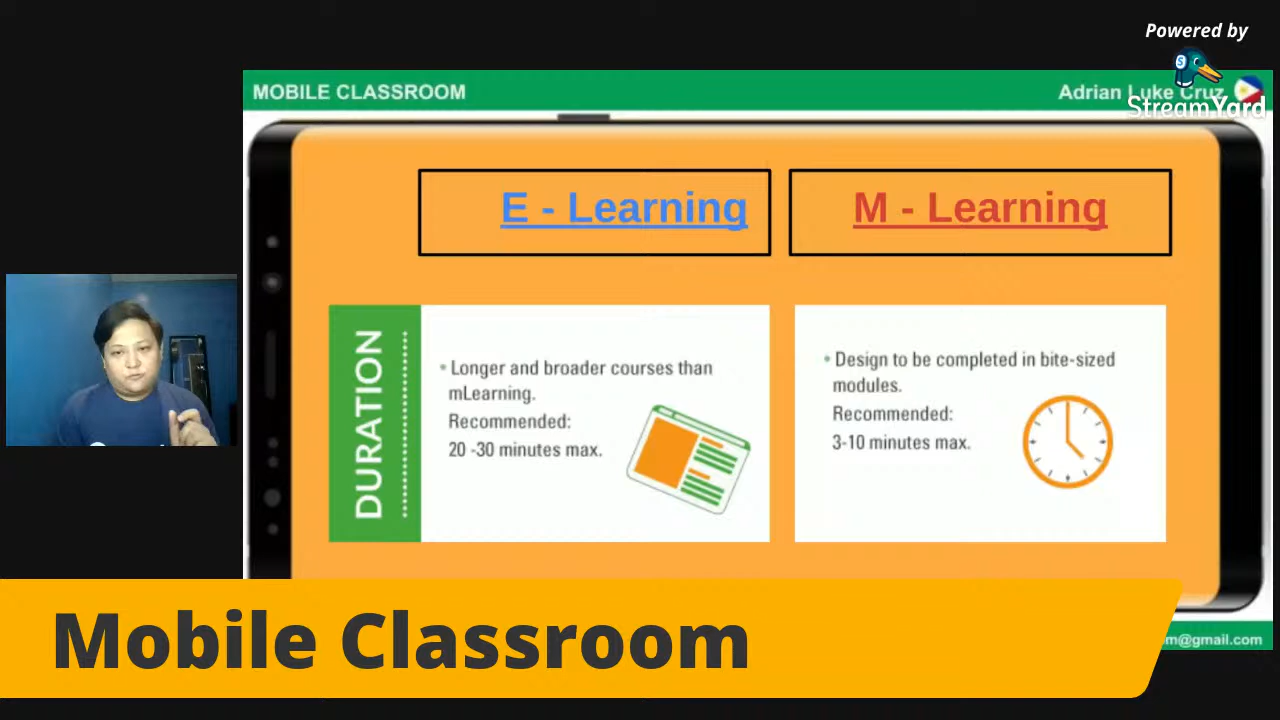 Powered by
StreamYard
MOBILE CLASSROOM
Adrian Luke Cruz
E - Learning
M - Learning
DURATION
• Longer and broader courses than
mLearning.
Recommended:
20 -30 minutes max.
• Design to be completed in bite-sized
modules.
Recommended:
3-10 minutes max.
Mobile Classroom
m@gmail.com